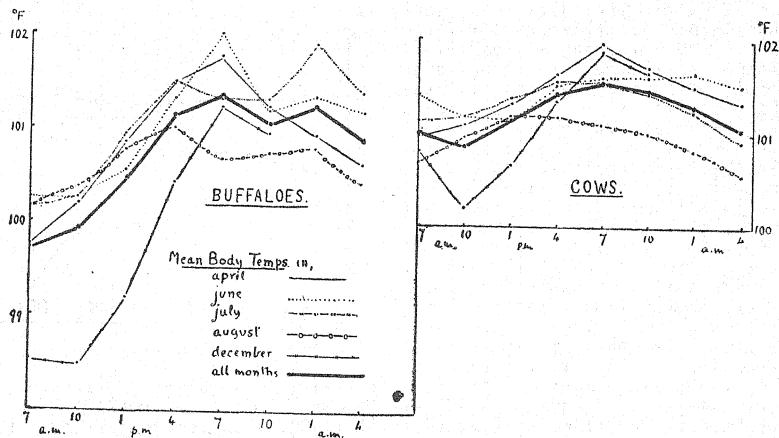 °F
102
101
100
99
BUFFALOES.
Mean Body Temps. in,
april
june
july
august
december
all months
7 10 1 4 7 10 1 4
a.m. p m a.m.
°F
102
101
100
COWS.
7 10 1 4 7 10 1 4
a.m. pm a.m